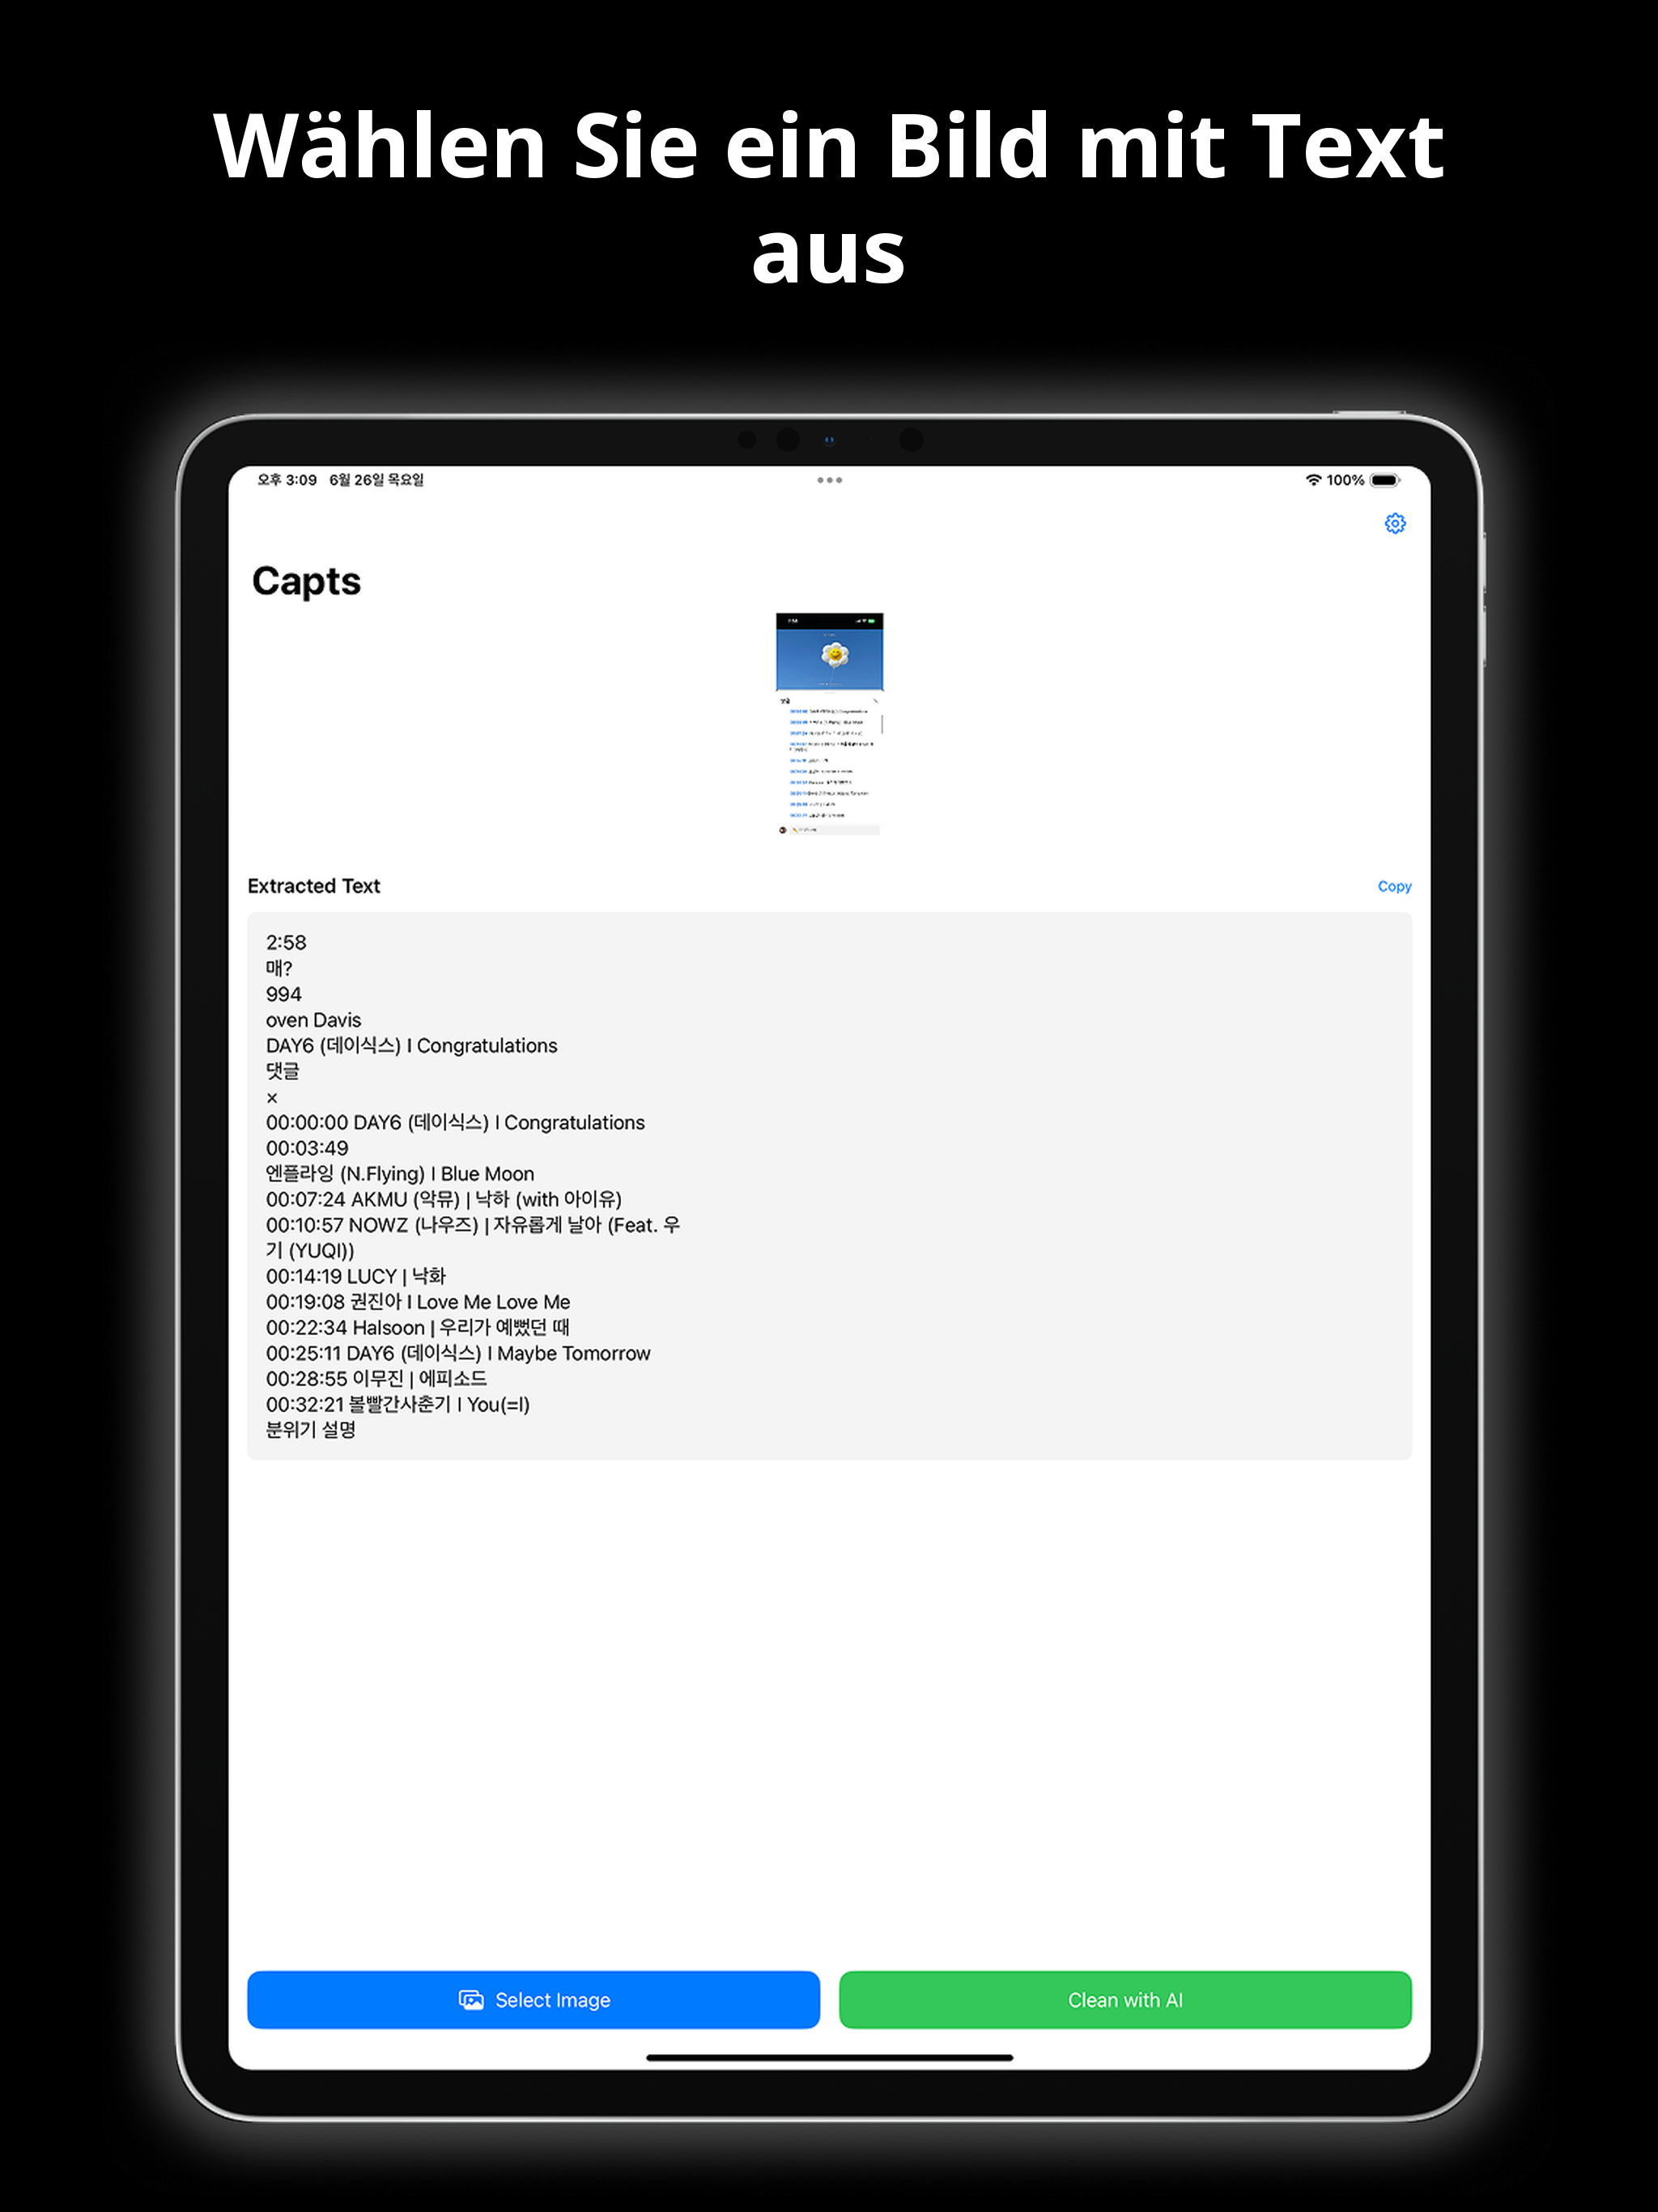 Wählen Sie ein Bild mit Text
aus
오후 3:09 6월 26일 목요일
100%
Capts
Extracted Text
Copy
2:58
매?
994
oven Davis
DAY6 (데이식스) I Congratulations
댓글
×
00:00:00 DAY6 (데이식스) I Congratulations
00:03:49
엔플라잉 (N.Flying) I Blue Moon
00:07:24 AKMU (악뮤) | 낙하 (with 아이유)
00:10:57 NOWZ (나우즈) | 자유롭게 날아 (Feat. 우
기 (YUQI))
00:14:19 LUCY | 낙화
00:19:08 권진아 I Love Me Love Me
00:22:34 Halsoon | 우리가 예뻤던 때
00:25:11 DAY6 (데이식스) I Maybe Tomorrow
00:28:55 이무진 | 에피소드
00:32:21 볼빨간사춘기 I You(=I)
분위기 설명
Select Image
Clean with AI